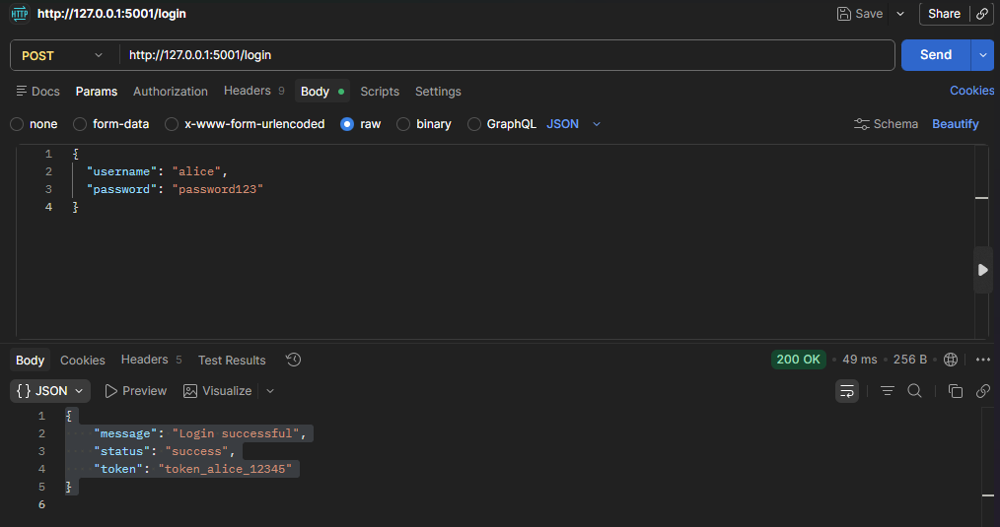 HTTP http://127.0.0.1:5001/login Save Share
POST http://127.0.0.1:5001/login Send
Docs Params Authorization Headers 9 Body Scripts Settings Cookies
none form-data x-www-form-urlencoded raw binary GraphQL JSON Schema Beautify
1 {
2 "username": "alice",
3 "password": "password123"
4 }
Body Cookies Headers 5 Test Results 200 OK • 49 ms • 256 B
{} JSON Preview Visualize
1 {
2 "message": "Login successful",
3 "status": "success",
4 "token": "token_alice_12345"
5 }
6